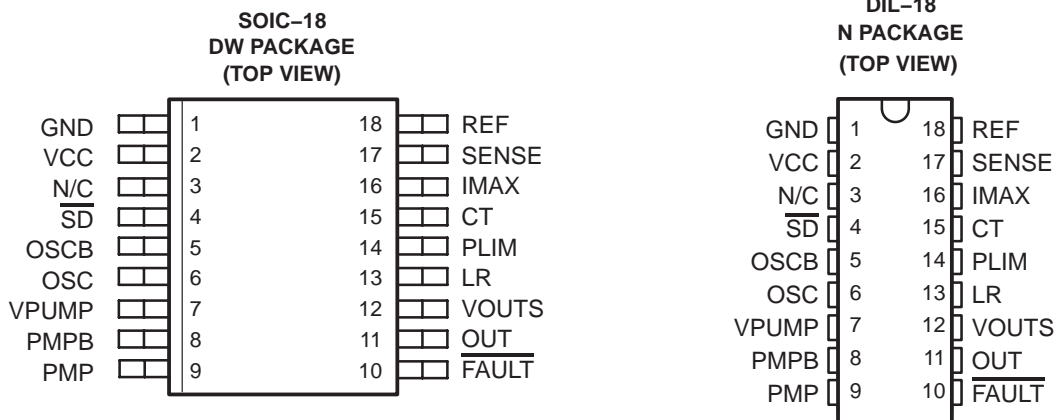 SOIC–18
DW PACKAGE
(TOP VIEW)
GND 1 18 REF
VCC 2 17 SENSE
N/C 3 16 IMAX
SD 4 15 CT
OSCB 5 14 PLIM
OSC 6 13 LR
VPUMP 7 12 VOUTS
PMPB 8 11 OUT
PMP 9 10 FAULT
DIL–18
N PACKAGE
(TOP VIEW)
GND 1 18 REF
VCC 2 17 SENSE
N/C 3 16 IMAX
SD 4 15 CT
OSCB 5 14 PLIM
OSC 6 13 LR
VPUMP 7 12 VOUTS
PMPB 8 11 OUT
PMP 9 10 FAULT